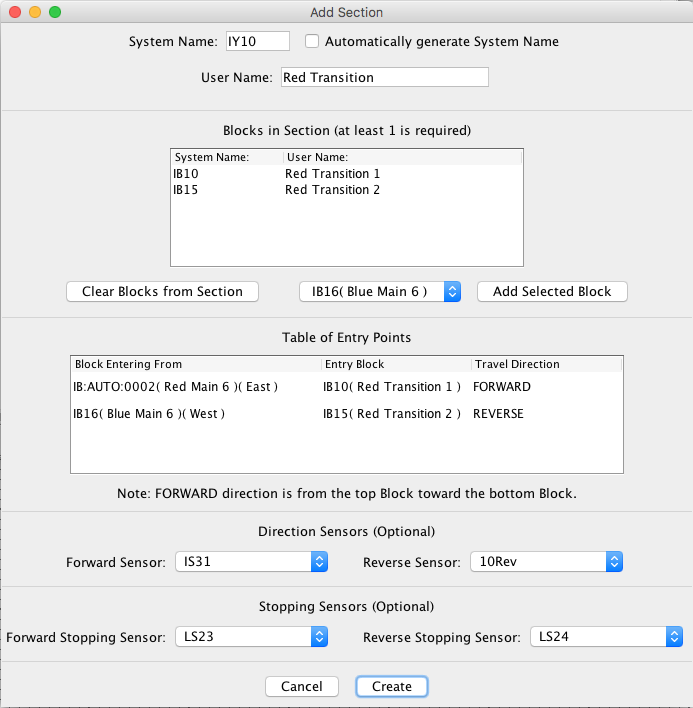 Add Section
System Name: IY10 Automatically generate System Name
User Name: Red Transition
Blocks in Section (at least 1 is required)
System Name: User Name:
IB10 Red Transition 1
IB15 Red Transition 2
Clear Blocks from Section IB16( Blue Main 6 ) Add Selected Block
Table of Entry Points
Block Entering From Entry Block Travel Direction
IB:AUTO:0002( Red Main 6 )( East ) IB10( Red Transition 1 ) FORWARD
IB16( Blue Main 6 )( West ) IB15( Red Transition 2 ) REVERSE
Note: FORWARD direction is from the top Block toward the bottom Block.
Direction Sensors (Optional)
Forward Sensor: IS31 Reverse Sensor: 10Rev
Stopping Sensors (Optional)
Forward Stopping Sensor: LS23 Reverse Stopping Sensor: LS24
Cancel Create